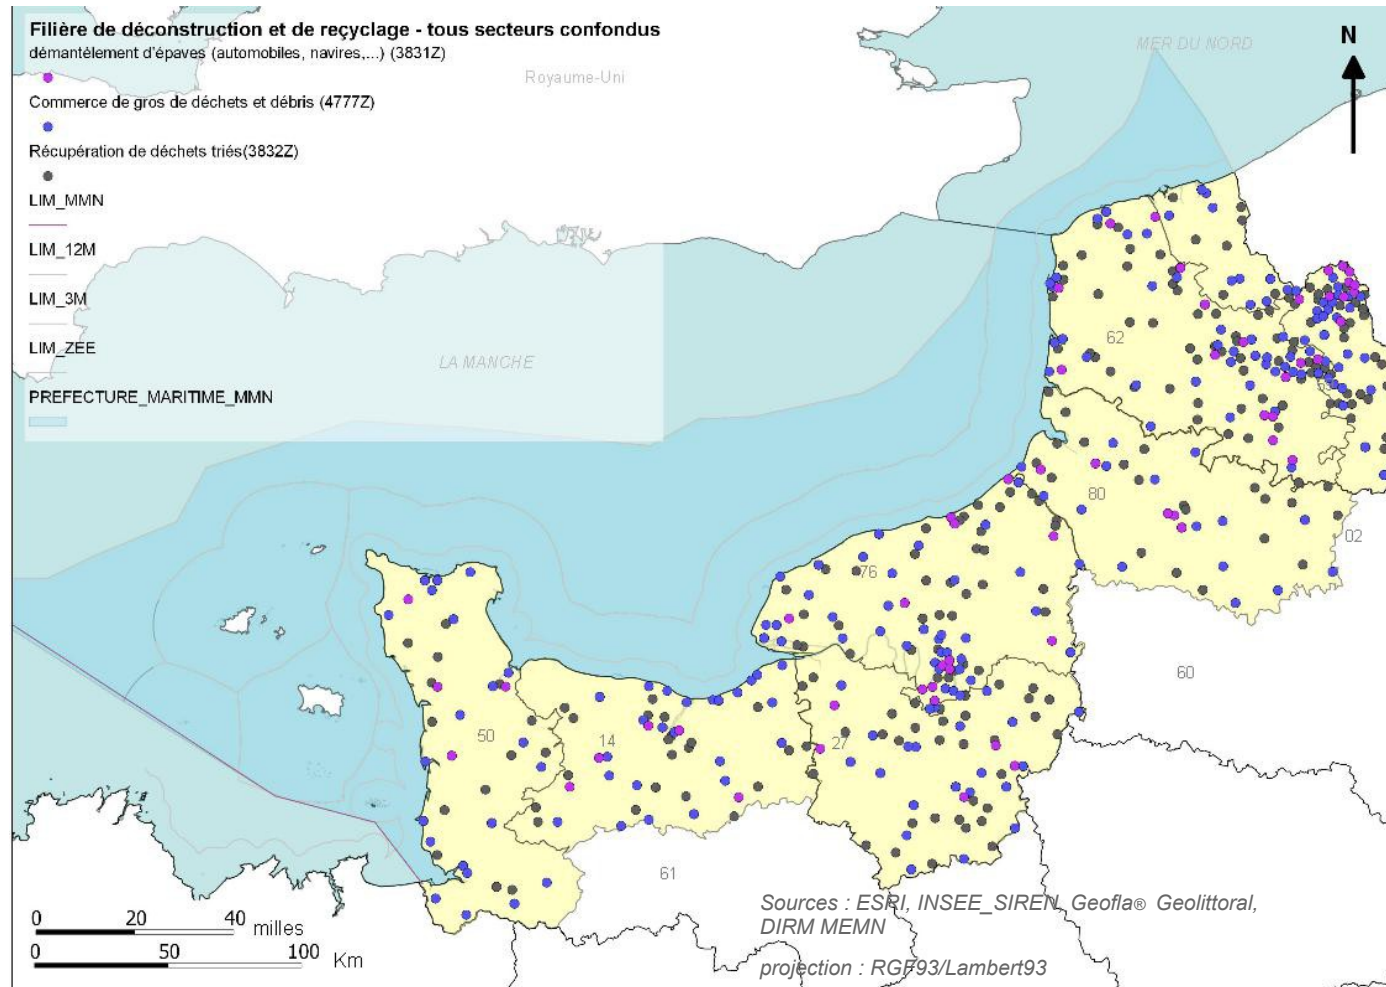 Filière de déconstruction et de reçyclage - tous secteurs confondus
démantèlement d'épaves (automobiles, navires,...) (3831Z)
Commerce de gros de déchets et débris (4777Z)
Récupération de déchets triés(3832Z)
LIM_MMN
LIM_12M
LIM_3M
LIM_ZEE
PREFECTURE_MARITIME_MMN
Royaume-Uni
MER DU NORD
N
LA MANCHE
62
59
80
02
76
60
50
14
27
61
0 20 40 milles
0 50 100 Km
Sources : ESRI, INSEE_SIREN, Geofla® Geolittoral,
DIRM MEMN
projection : RGF93/Lambert93